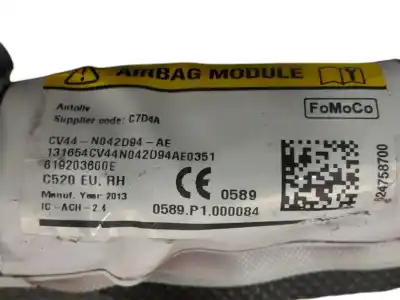 AIRBAG MODULE
Autoliv
Supplier code: C7D4A
FoMoCo
CV44-N042D94-AE
131654CV44N042D94AE0351
619203600E
C520 EU, RH
Manuf. Year 2013
IC-ACH-2.4
CE 0589
0589.P1.000084
24758700